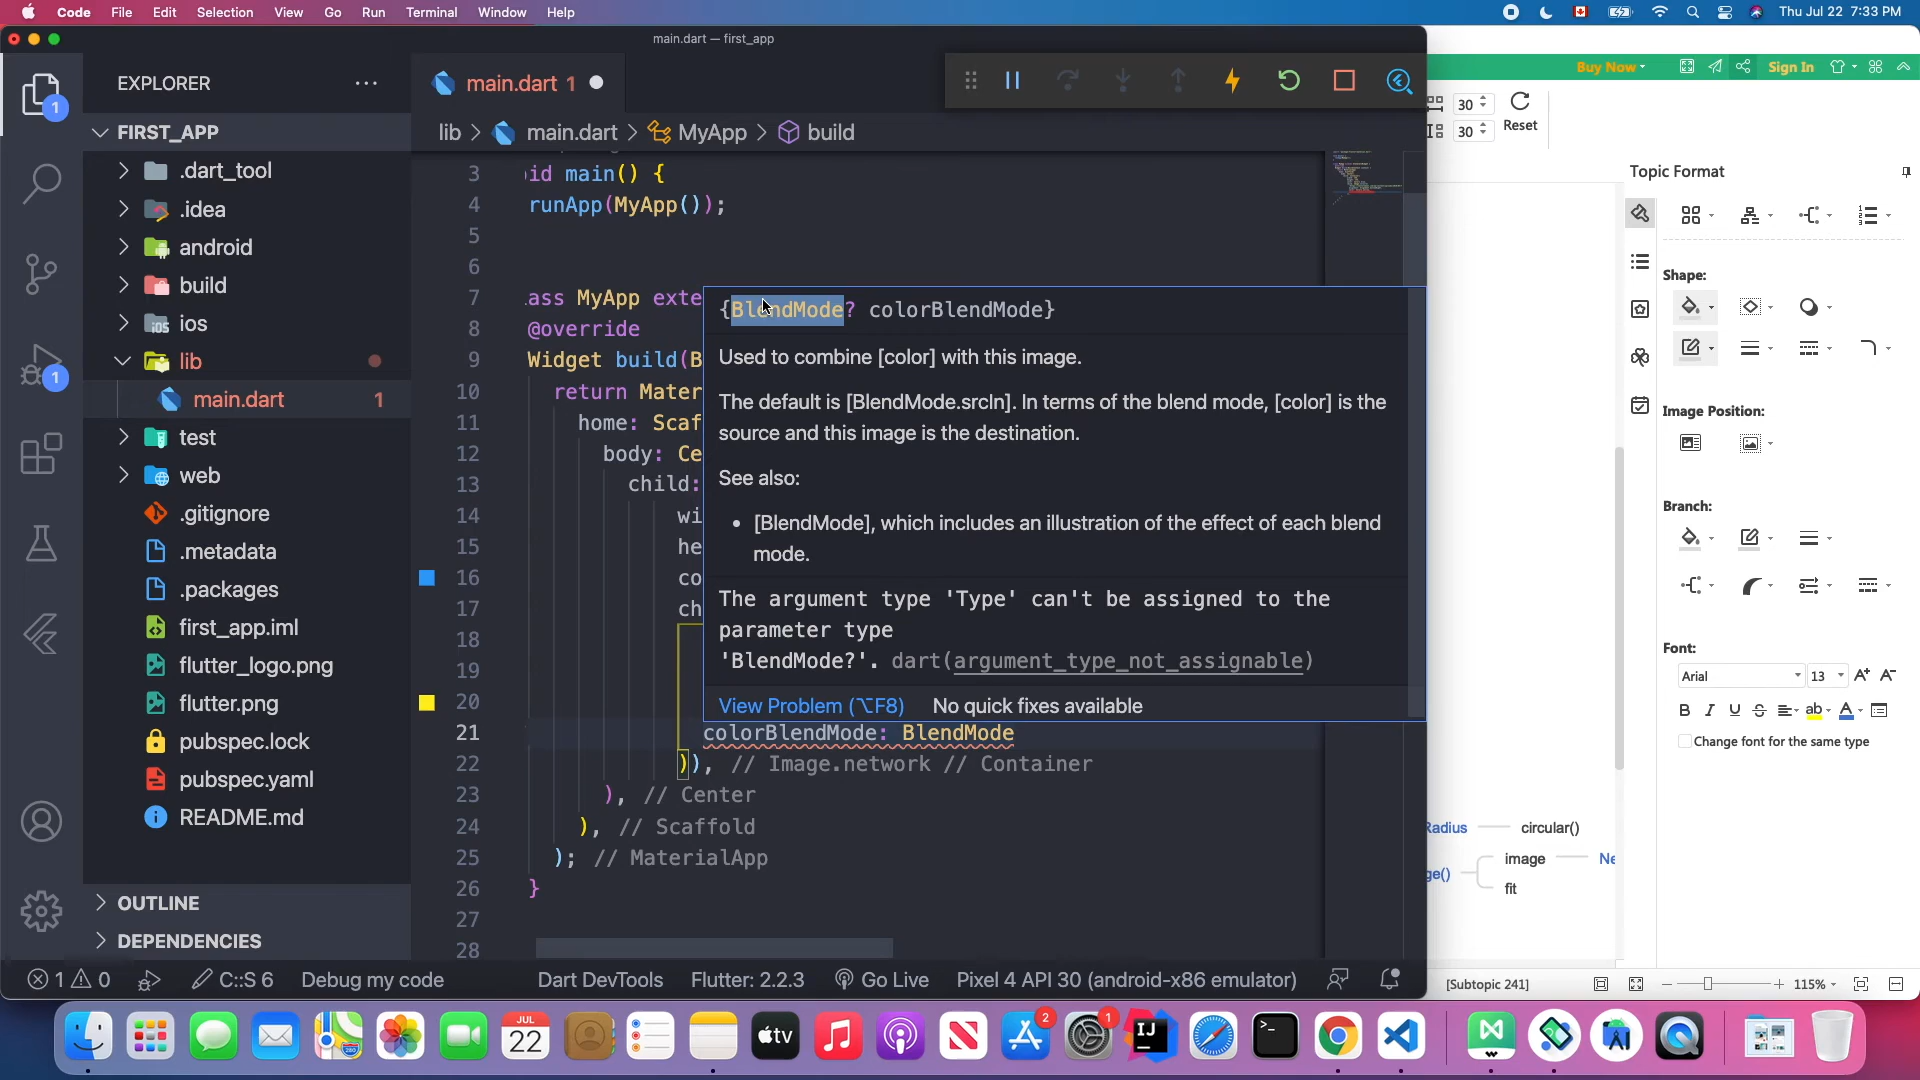 Code File Edit Selection View Go Run Terminal Window Help Thu Jul 22 7:33 PM
main.dart — first_app
EXPLORER
main.dart 1
Buy Now
Sign In
lib > main.dart > MyApp > build
30
30
Reset
Topic Format
FIRST_APP
.dart_tool
.idea
android
build
ios
lib
main.dart 1
test
web
.gitignore
.metadata
.packages
first_app.iml
flutter_logo.png
flutter.png
pubspec.lock
pubspec.yaml
README.md
OUTLINE
DEPENDENCIES
1
1
3 id main() {
4 runApp(MyApp());
5
6
7 ass MyApp exte
8 @override
9 Widget build(B
10 return Mater
11 home: Scaf
12 body: Ce
13 child:
14 wi
15 he
16 co
17 ch
18
19
20
21 colorBlendMode: BlendMode
22 )), // Image.network // Container
23 ), // Center
24 ), // Scaffold
25 ); // MaterialApp
26 }
27
28
{BlendMode? colorBlendMode}
Used to combine [color] with this image.
The default is [BlendMode.srcIn]. In terms of the blend mode, [color] is the
source and this image is the destination.
See also:
• [BlendMode], which includes an illustration of the effect of each blend
mode.
The argument type 'Type' can't be assigned to the
parameter type
'BlendMode?'. dart(argument_type_not_assignable)
View Problem (⌥F8) No quick fixes available
Shape:
Image Position:
Branch:
Font:
Arial 13
B I U S
Change font for the same type
Radius circular()
image Ne
ge()
fit
1 0 C::S 6 Debug my code Dart DevTools Flutter: 2.2.3 Go Live Pixel 4 API 30 (android-x86 emulator)
[Subtopic 241] 115%
JUL
22
tv
2
1
IJ